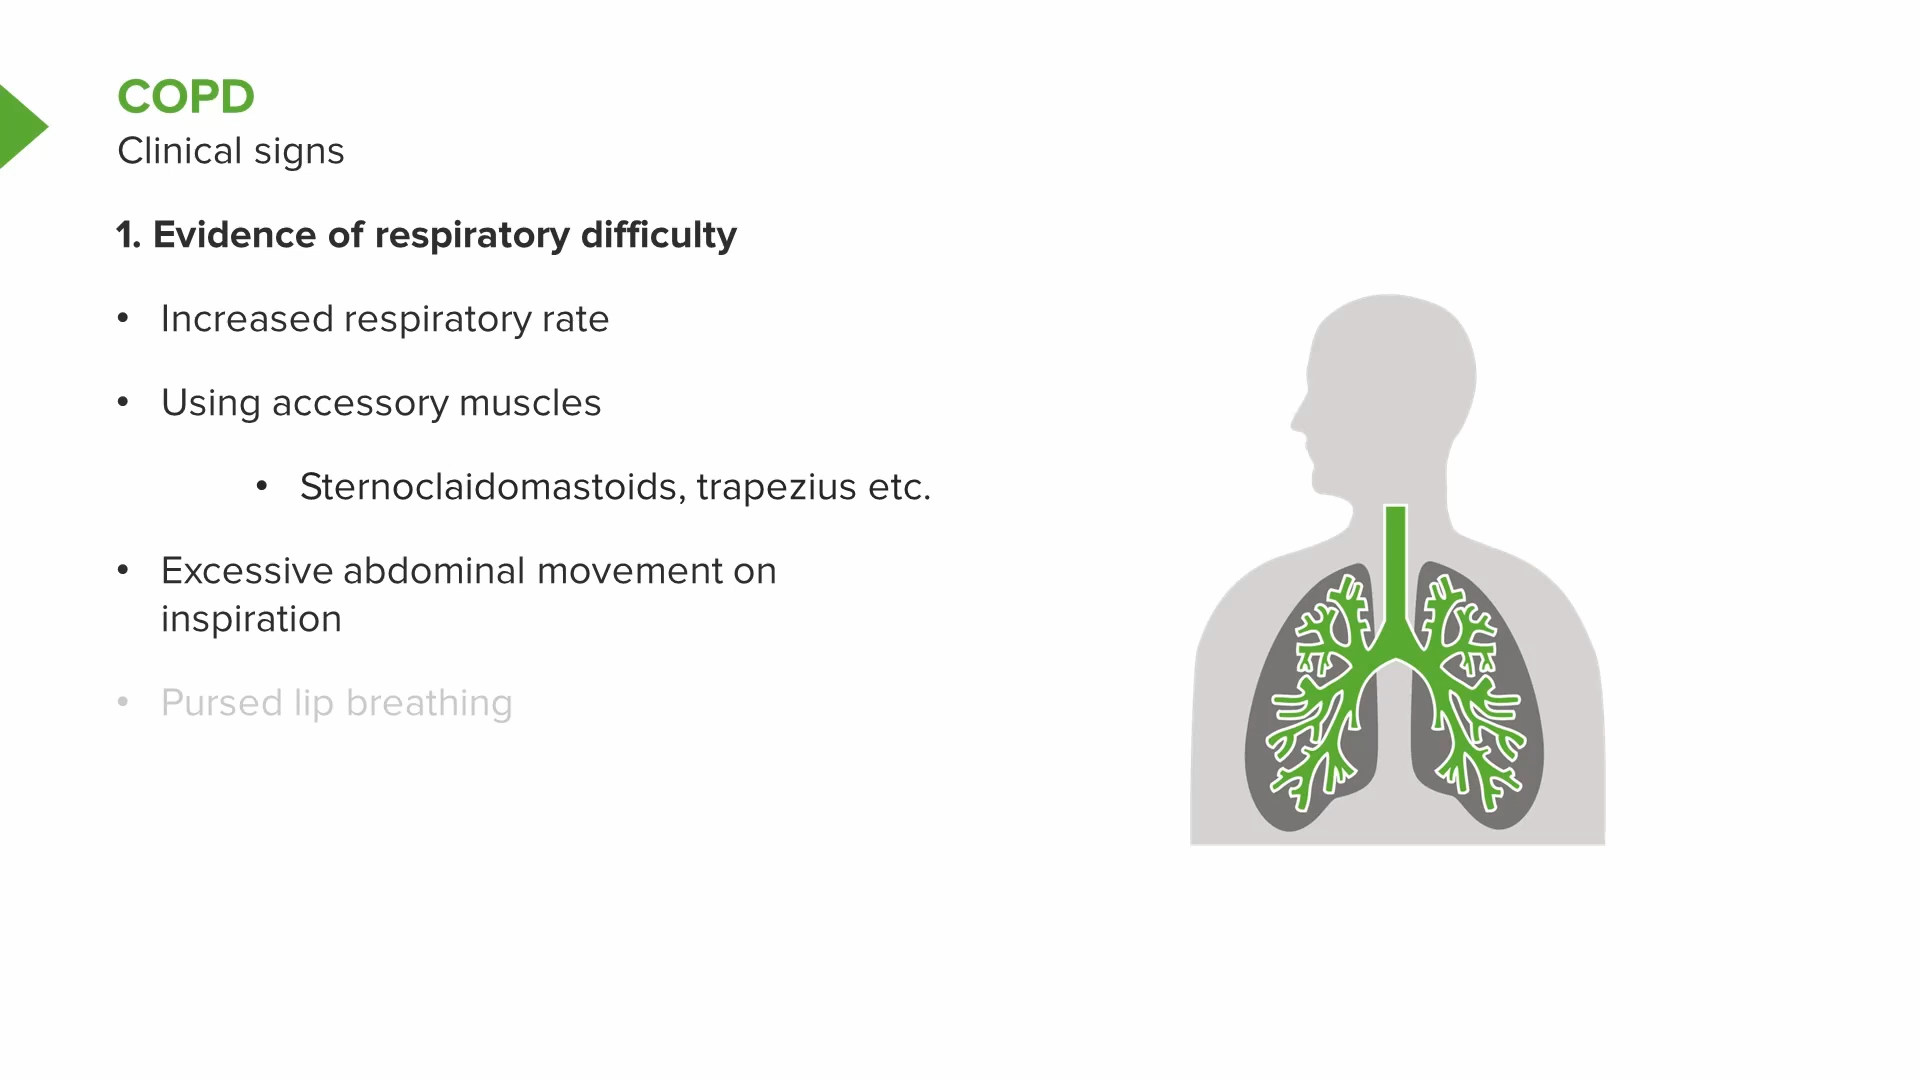 COPD
Clinical signs
1. Evidence of respiratory difficulty
• Increased respiratory rate
• Using accessory muscles
• Sternoclaidomastoids, trapezius etc.
• Excessive abdominal movement on
inspiration
• Pursed lip breathing